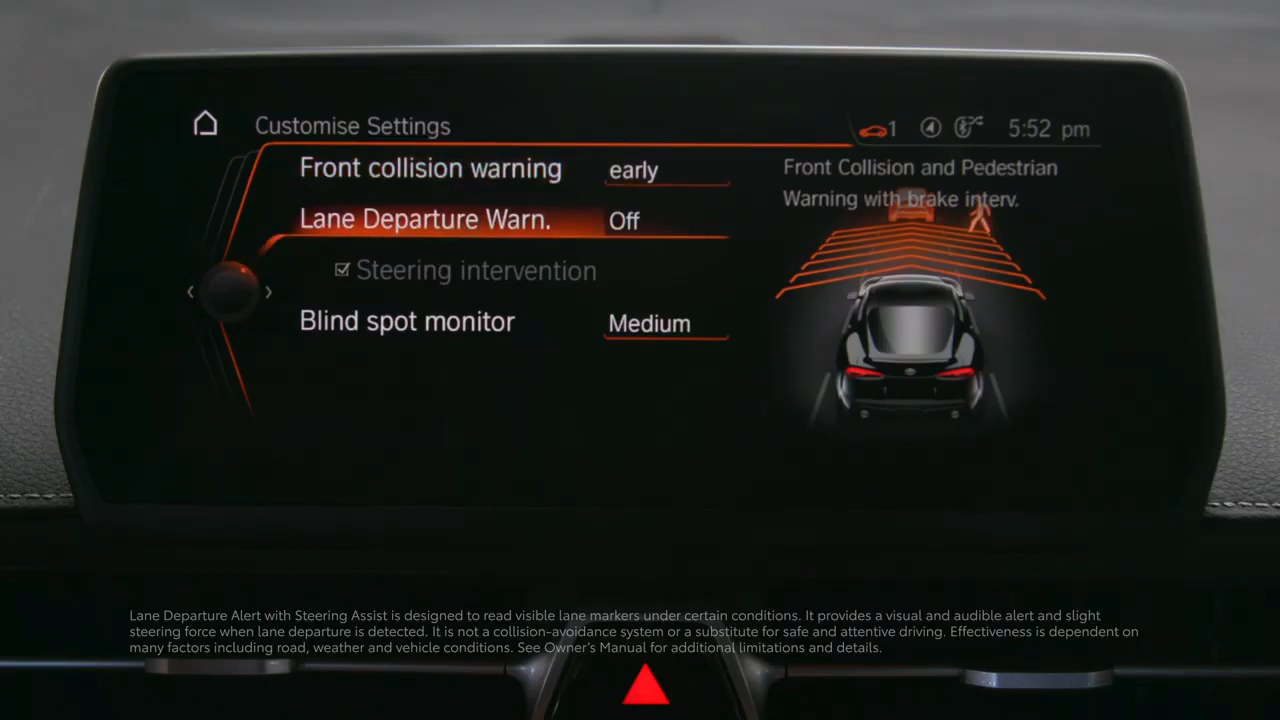 Customise Settings
1
5:52 pm
Front collision warning early
Lane Departure Warn. Off
Steering intervention
Blind spot monitor Medium
Front Collision and Pedestrian
Warning with brake interv.
Lane Departure Alert with Steering Assist is designed to read visible lane markers under certain conditions. It provides a visual and audible alert and slight
steering force when lane departure is detected. It is not a collision-avoidance system or a substitute for safe and attentive driving. Effectiveness is dependent on
many factors including road, weather and vehicle conditions. See Owner's Manual for additional limitations and details.